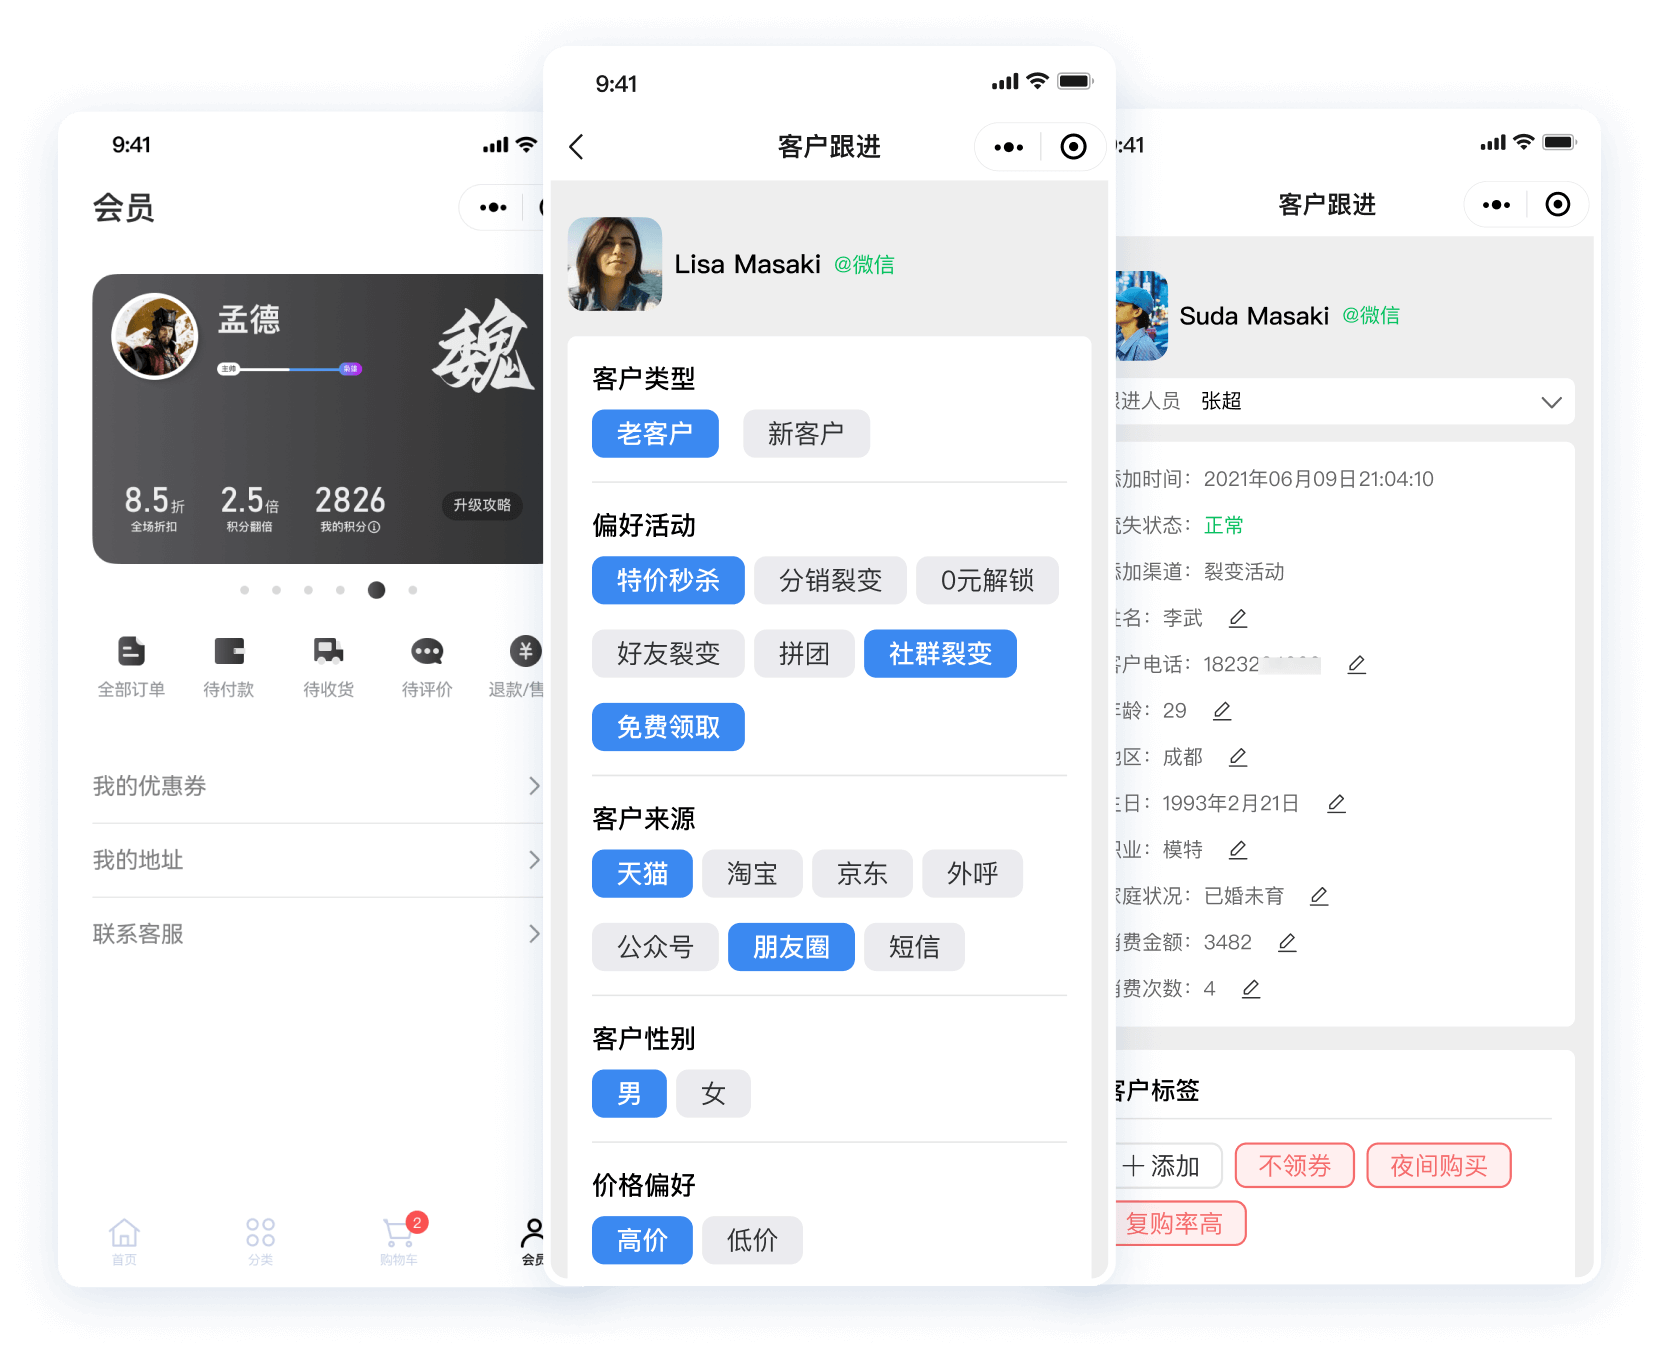 9:41
会员
孟德
主帅
魏
8.5折
全场折扣
2.5倍
积分翻倍
2826
我的积分
升级攻略
全部订单
待付款
待收货
待评价
退款/售
我的优惠券
我的地址
联系客服
首页
分类
2
购物车
会员
9:41
客户跟进
Lisa Masaki @微信
客户类型
老客户 新客户
偏好活动
特价秒杀 分销裂变 0元解锁
好友裂变 拼团 社群裂变
免费领取
客户来源
天猫 淘宝 京东 外呼
公众号 朋友圈 短信
客户性别
男 女
价格偏好
高价 低价
:41
客户跟进
Suda Masaki @微信
进人员 张超
加时间：2021年06月09日21:04:10
失状态：正常
加渠道：裂变活动
名：李武
户电话：18232
龄：29
区：成都
日：1993年2月21日
业：模特
庭状况：已婚未育
费金额：3482
费次数：4
客户标签
添加 不领券 夜间购买
复购率高